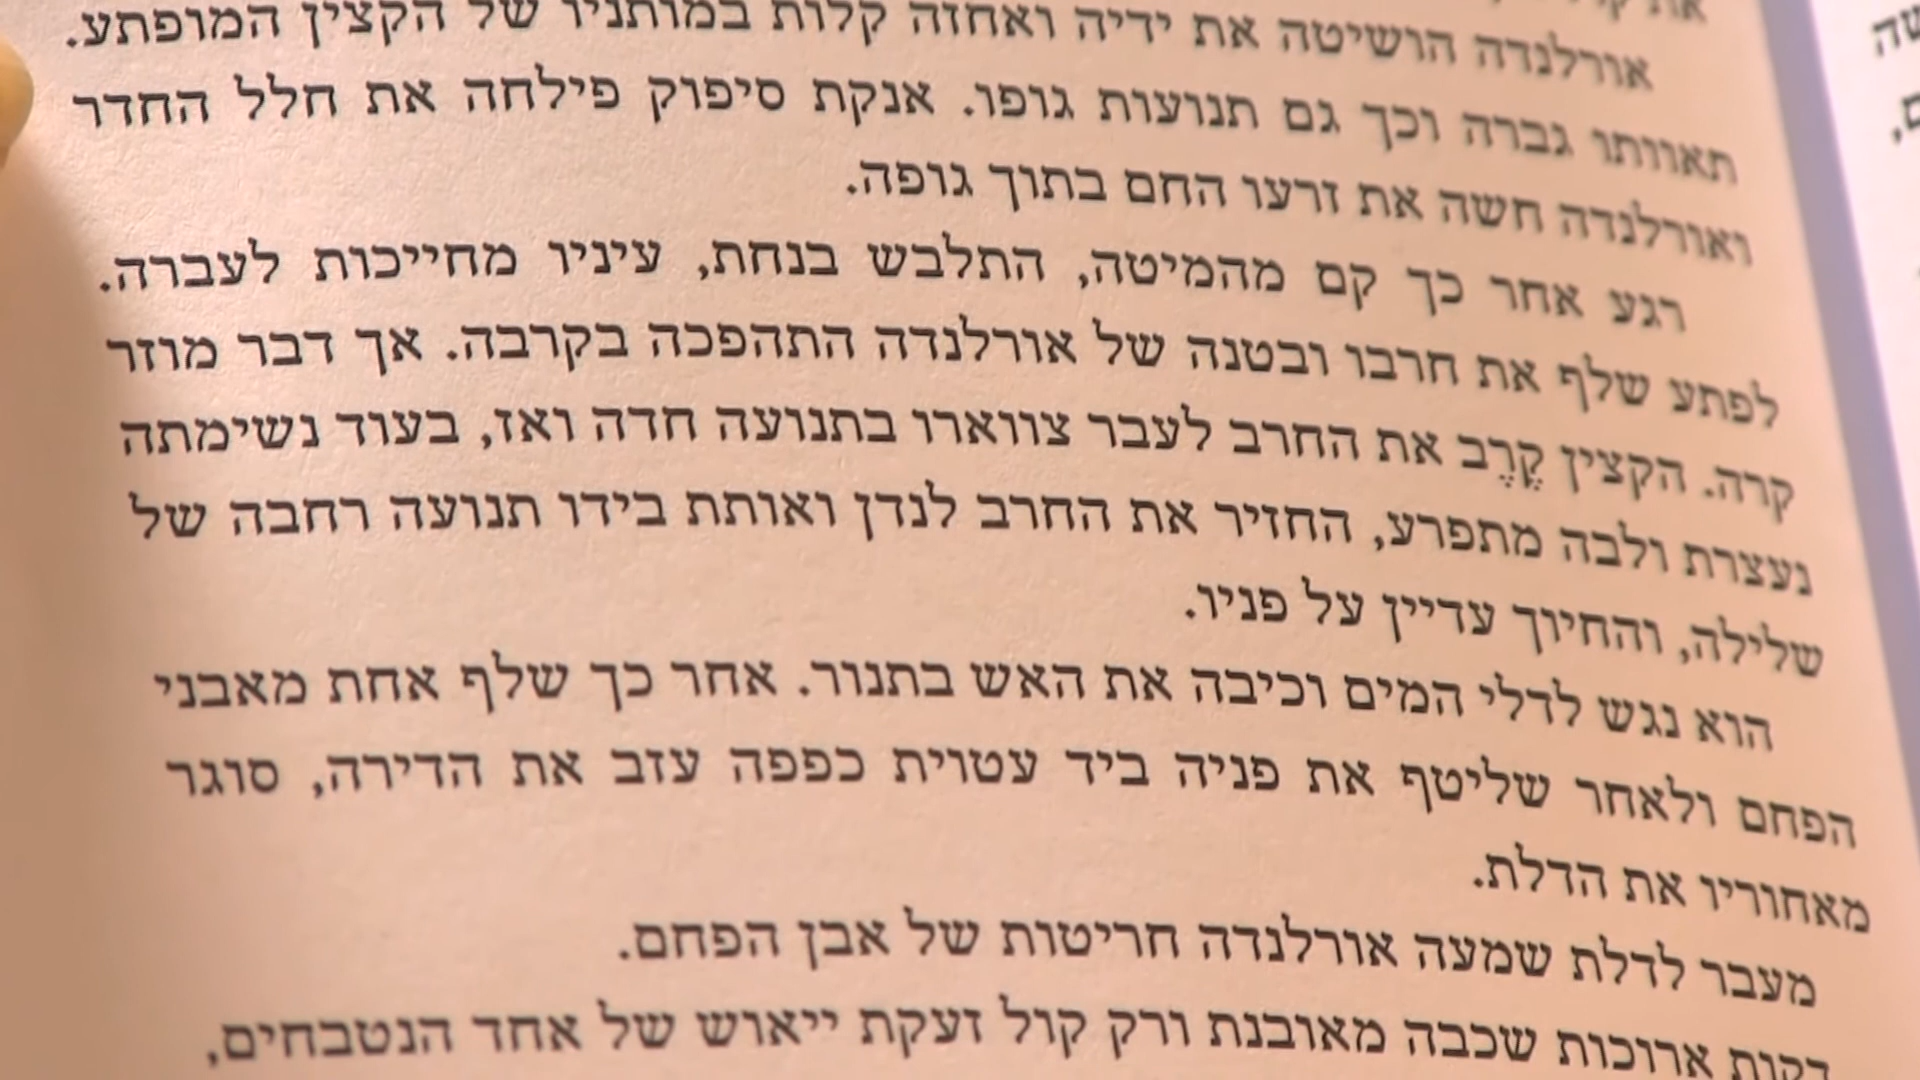 את
אורלנדה הושיטה את ידיה ואחזה קלות במותניו של הקצין המופתע.
תאוותו גברה וכך גם תנועות גופו. אנקת סיפוק פילחה את חלל החדר
ואורלנדה חשה את זרעו החם בתוך גופה.
רגע אחר כך קם מהמיטה, התלבש בנחת, עיניו מחייכות לעברה.
לפתע שלף את חרבו ובטנה של אורלנדה התהפכה בקרבה. אך דבר מוזר
קרה. הקצין קֶרֶב את החרב לעבר צווארו בתנועה חדה ואז, בעוד נשימתה
נעצרת ולבה מתפרע, החזיר את החרב לנדן ואותת בידו תנועה רחבה של
שלילה, והחיוך עדיין על פניו.
הוא נגש לדלי המים וכיבה את האש בתנור. אחר כך שלף אחת מאבני
הפחם ולאחר שליטף את פניה ביד עטוית כפפה עזב את הדירה, סוגר
מאחוריו את הדלת.
מעבר לדלת שמעה אורלנדה חריטות של אבן הפחם.
דקות ארוכות שכבה מאובנת ורק קול זעקת ייאוש של אחד הנטבחים,